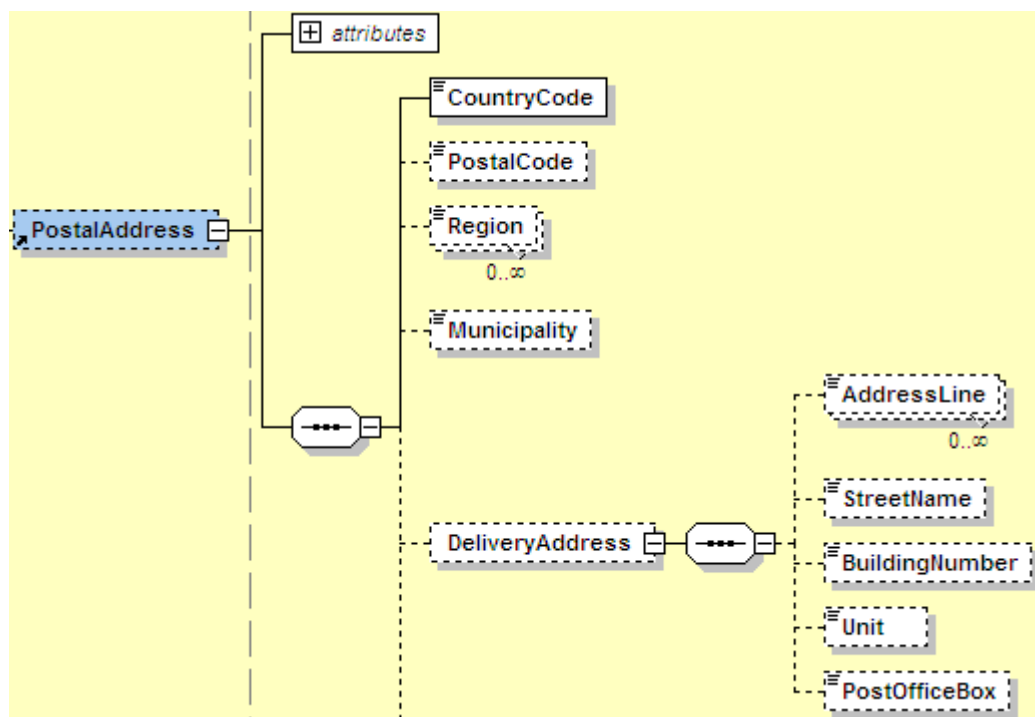 attributes
CountryCode
PostalCode
PostalAddress
Region
0..∞
Municipality
AddressLine
0..∞
StreetName
DeliveryAddress
BuildingNumber
Unit
PostOfficeBox